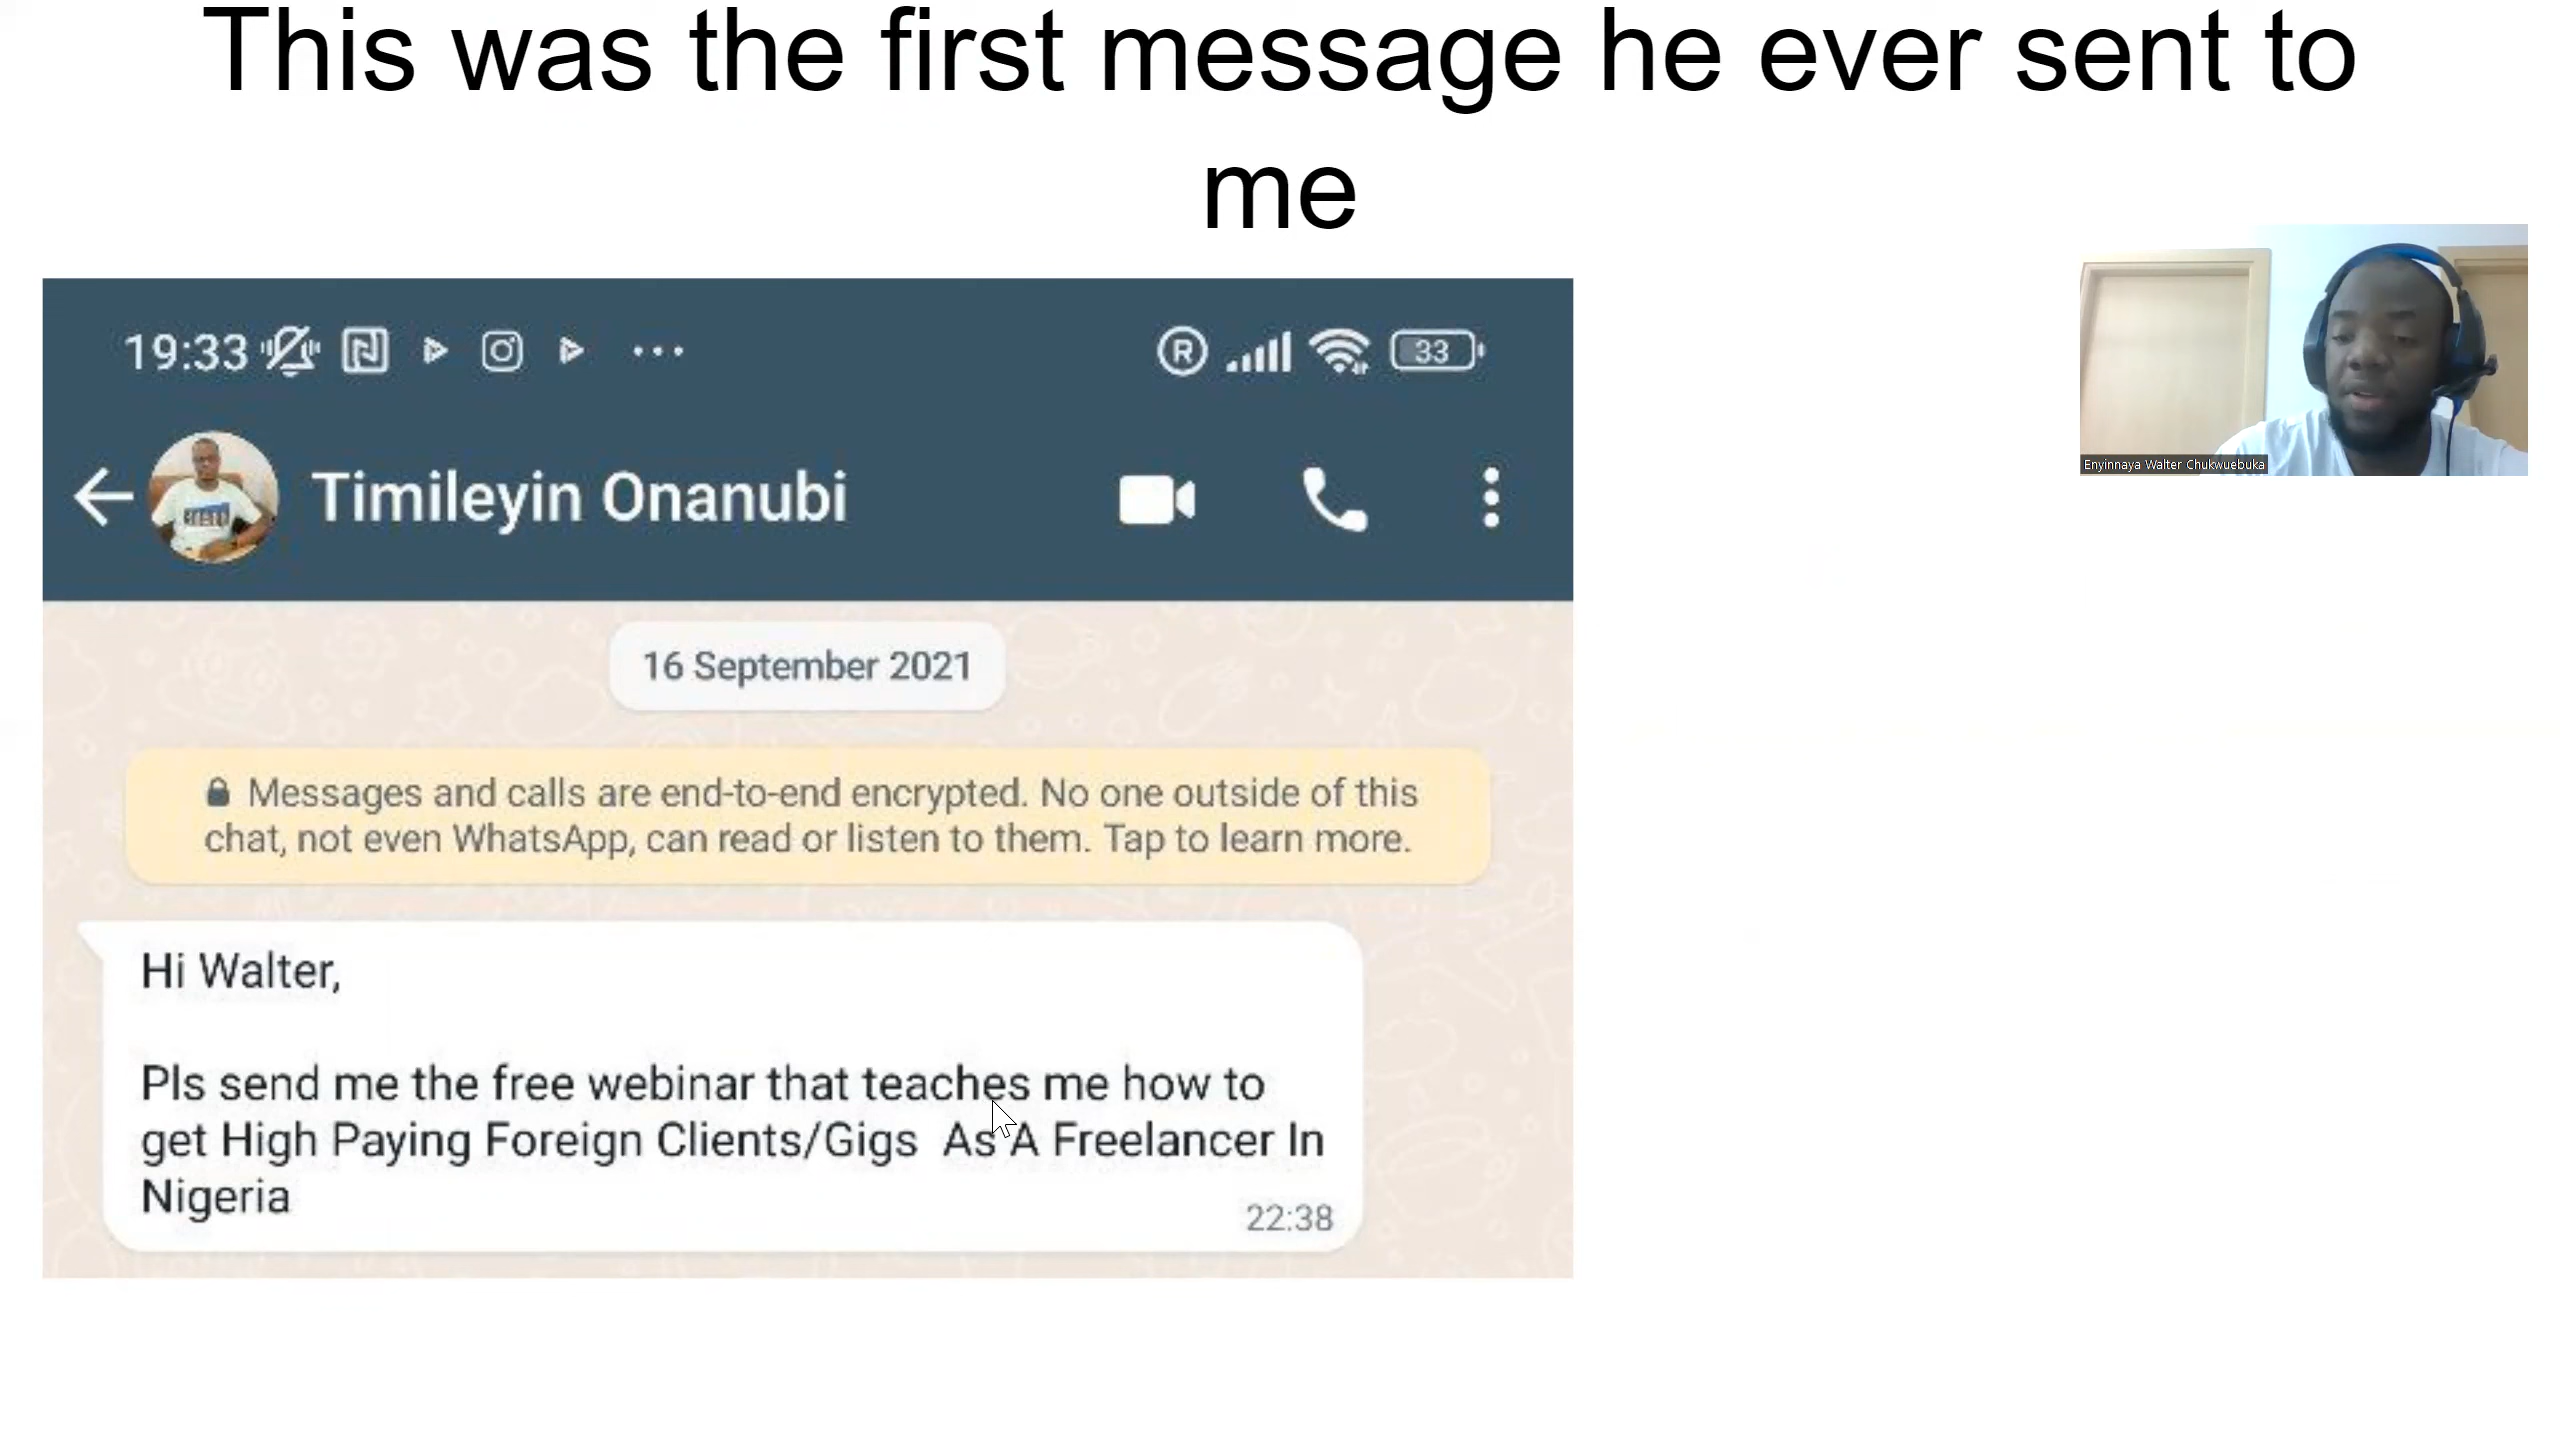 This was the first message he ever sent to
me
19:33
R
33
Timileyin Onanubi
16 September 2021
Messages and calls are end-to-end encrypted. No one outside of this
chat, not even WhatsApp, can read or listen to them. Tap to learn more.
Hi Walter,
Pls send me the free webinar that teaches me how to
get High Paying Foreign Clients/Gigs  As A Freelancer In
Nigeria
22:38
Enyinnaya Walter Chukwuebuka